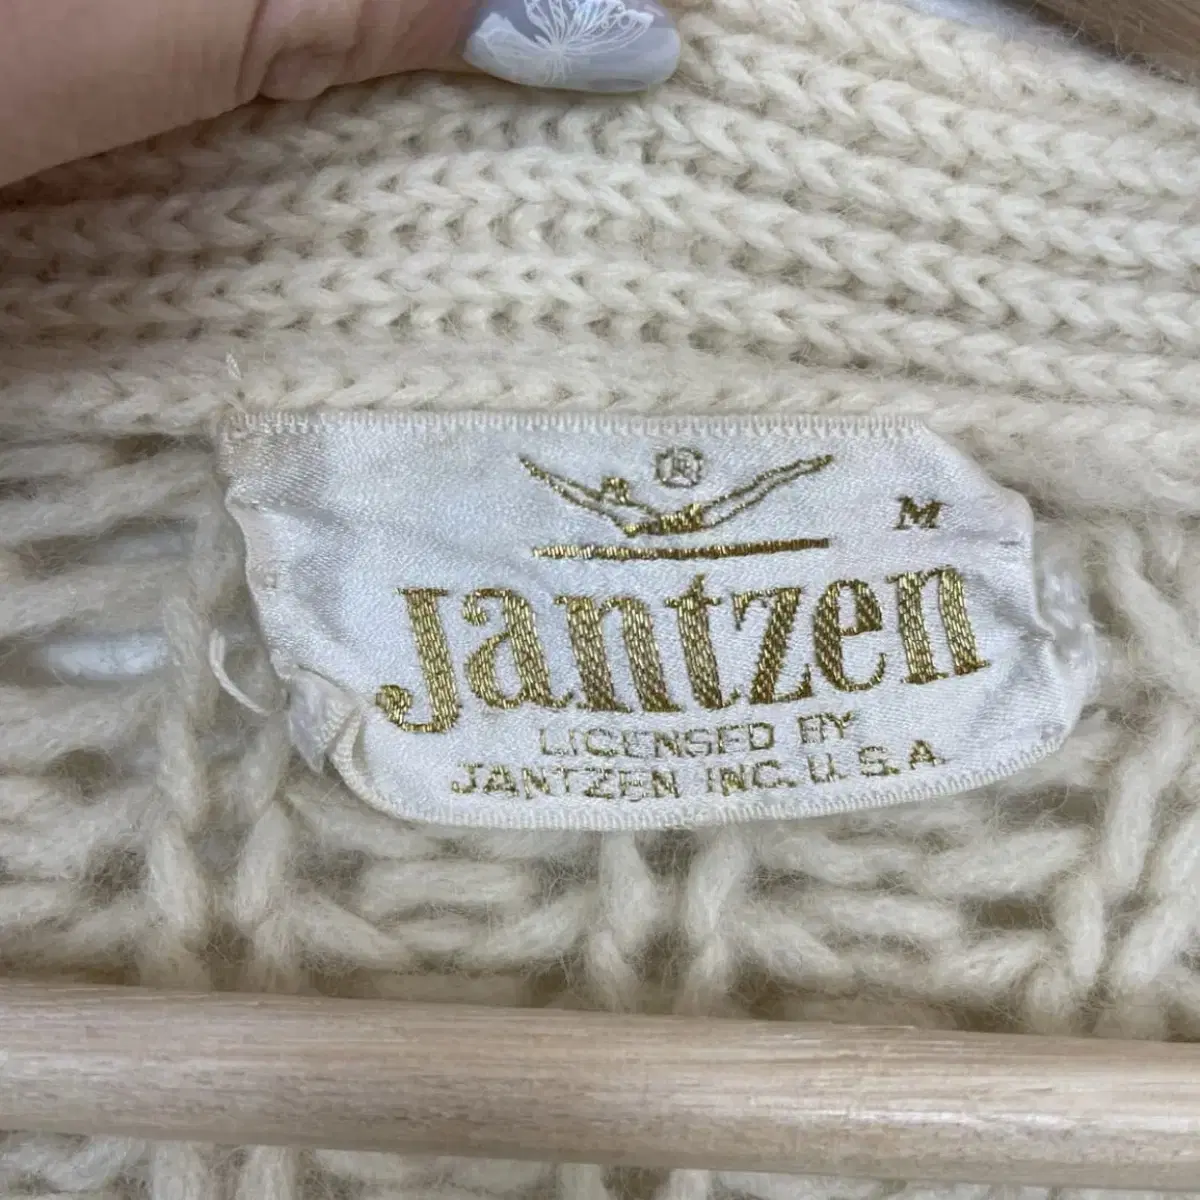 ®
M
Jantzen
LICENSED BY
JANTZEN INC. U.S.A.